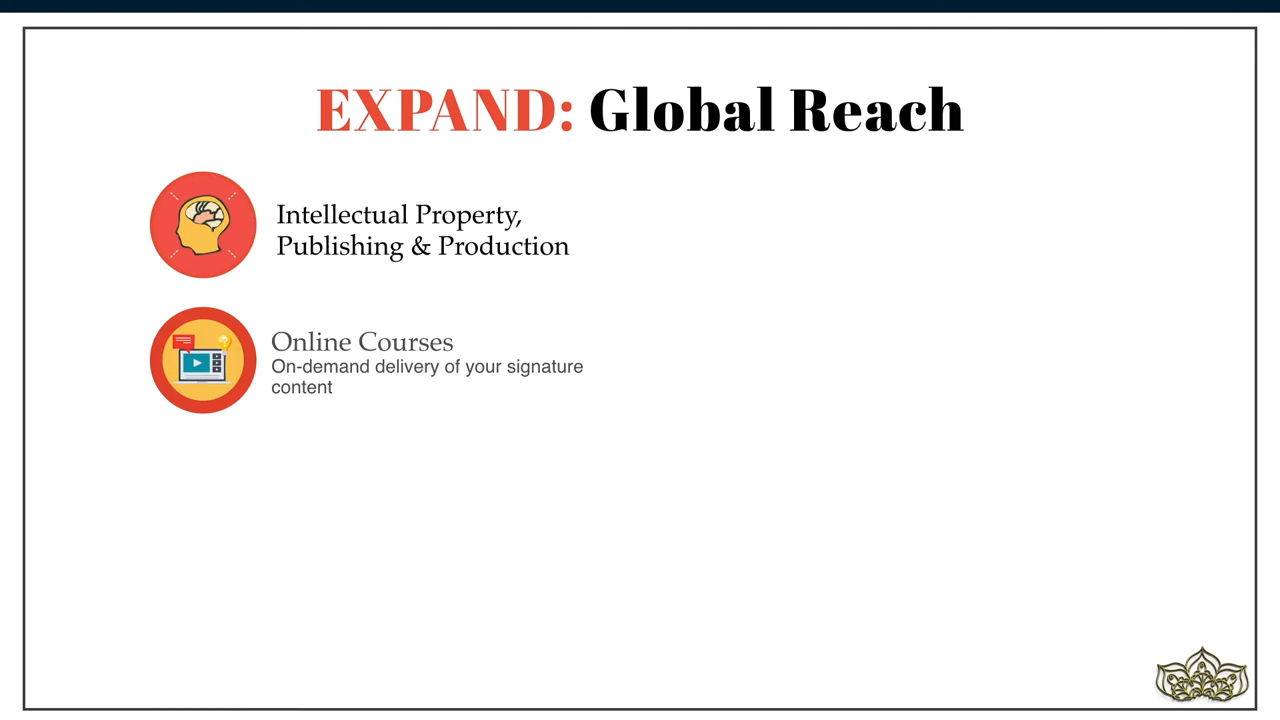 EXPAND: Global Reach
Intellectual Property,
Publishing & Production
Online Courses
On-demand delivery of your signature
content